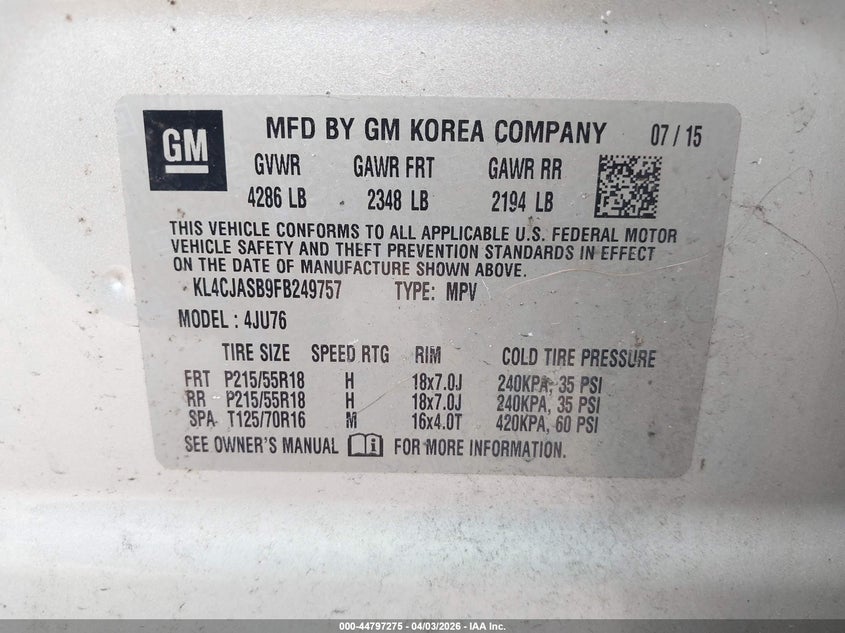 GM
MFD BY GM KOREA COMPANY 07 / 15
GVWR GAWR FRT GAWR RR
4286 LB 2348 LB 2194 LB
THIS VEHICLE CONFORMS TO ALL APPLICABLE U.S. FEDERAL MOTOR
VEHICLE SAFETY AND THEFT PREVENTION STANDARDS IN EFFECT
ON THE DATE OF MANUFACTURE SHOWN ABOVE.
KL4CJASB9FB249757 TYPE: MPV
MODEL : 4JU76
TIRE SIZE SPEED RTG RIM COLD TIRE PRESSURE
FRT P215/55R18 H 18x7.0J 240KPA, 35 PSI
RR P215/55R18 H 18x7.0J 240KPA, 35 PSI
SPA T125/70R16 M 16x4.0T 420KPA, 60 PSI
SEE OWNER'S MANUAL i FOR MORE INFORMATION.
000-44797275 - 04/03/2026 - IAA Inc.